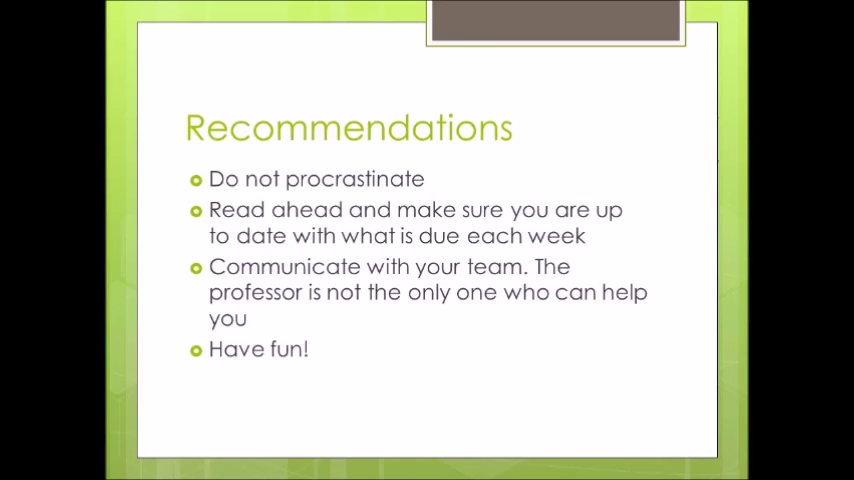 Recommendations
Do not procrastinate
Read ahead and make sure you are up
to date with what is due each week
Communicate with your team. The
professor is not the only one who can help
you
Have fun!